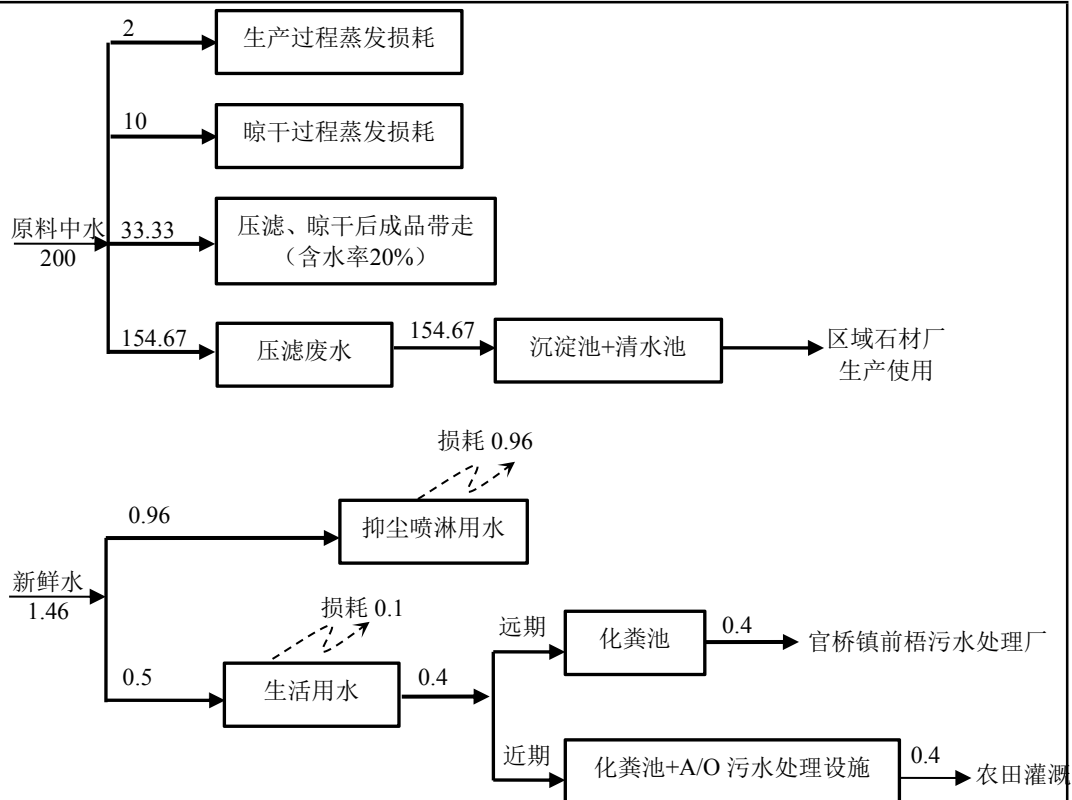 2
生产过程蒸发损耗
10
晾干过程蒸发损耗
原料中水
200
33.33
压滤、晾干后成品带走
（含水率20%）
154.67
压滤废水
154.67
沉淀池+清水池
区域石材厂
生产使用
损耗 0.96
0.96
抑尘喷淋用水
新鲜水
1.46
损耗 0.1
0.5
生活用水
0.4
远期
化粪池
0.4
官桥镇前梧污水处理厂
近期
化粪池+A/O 污水处理设施
0.4
农田灌溉